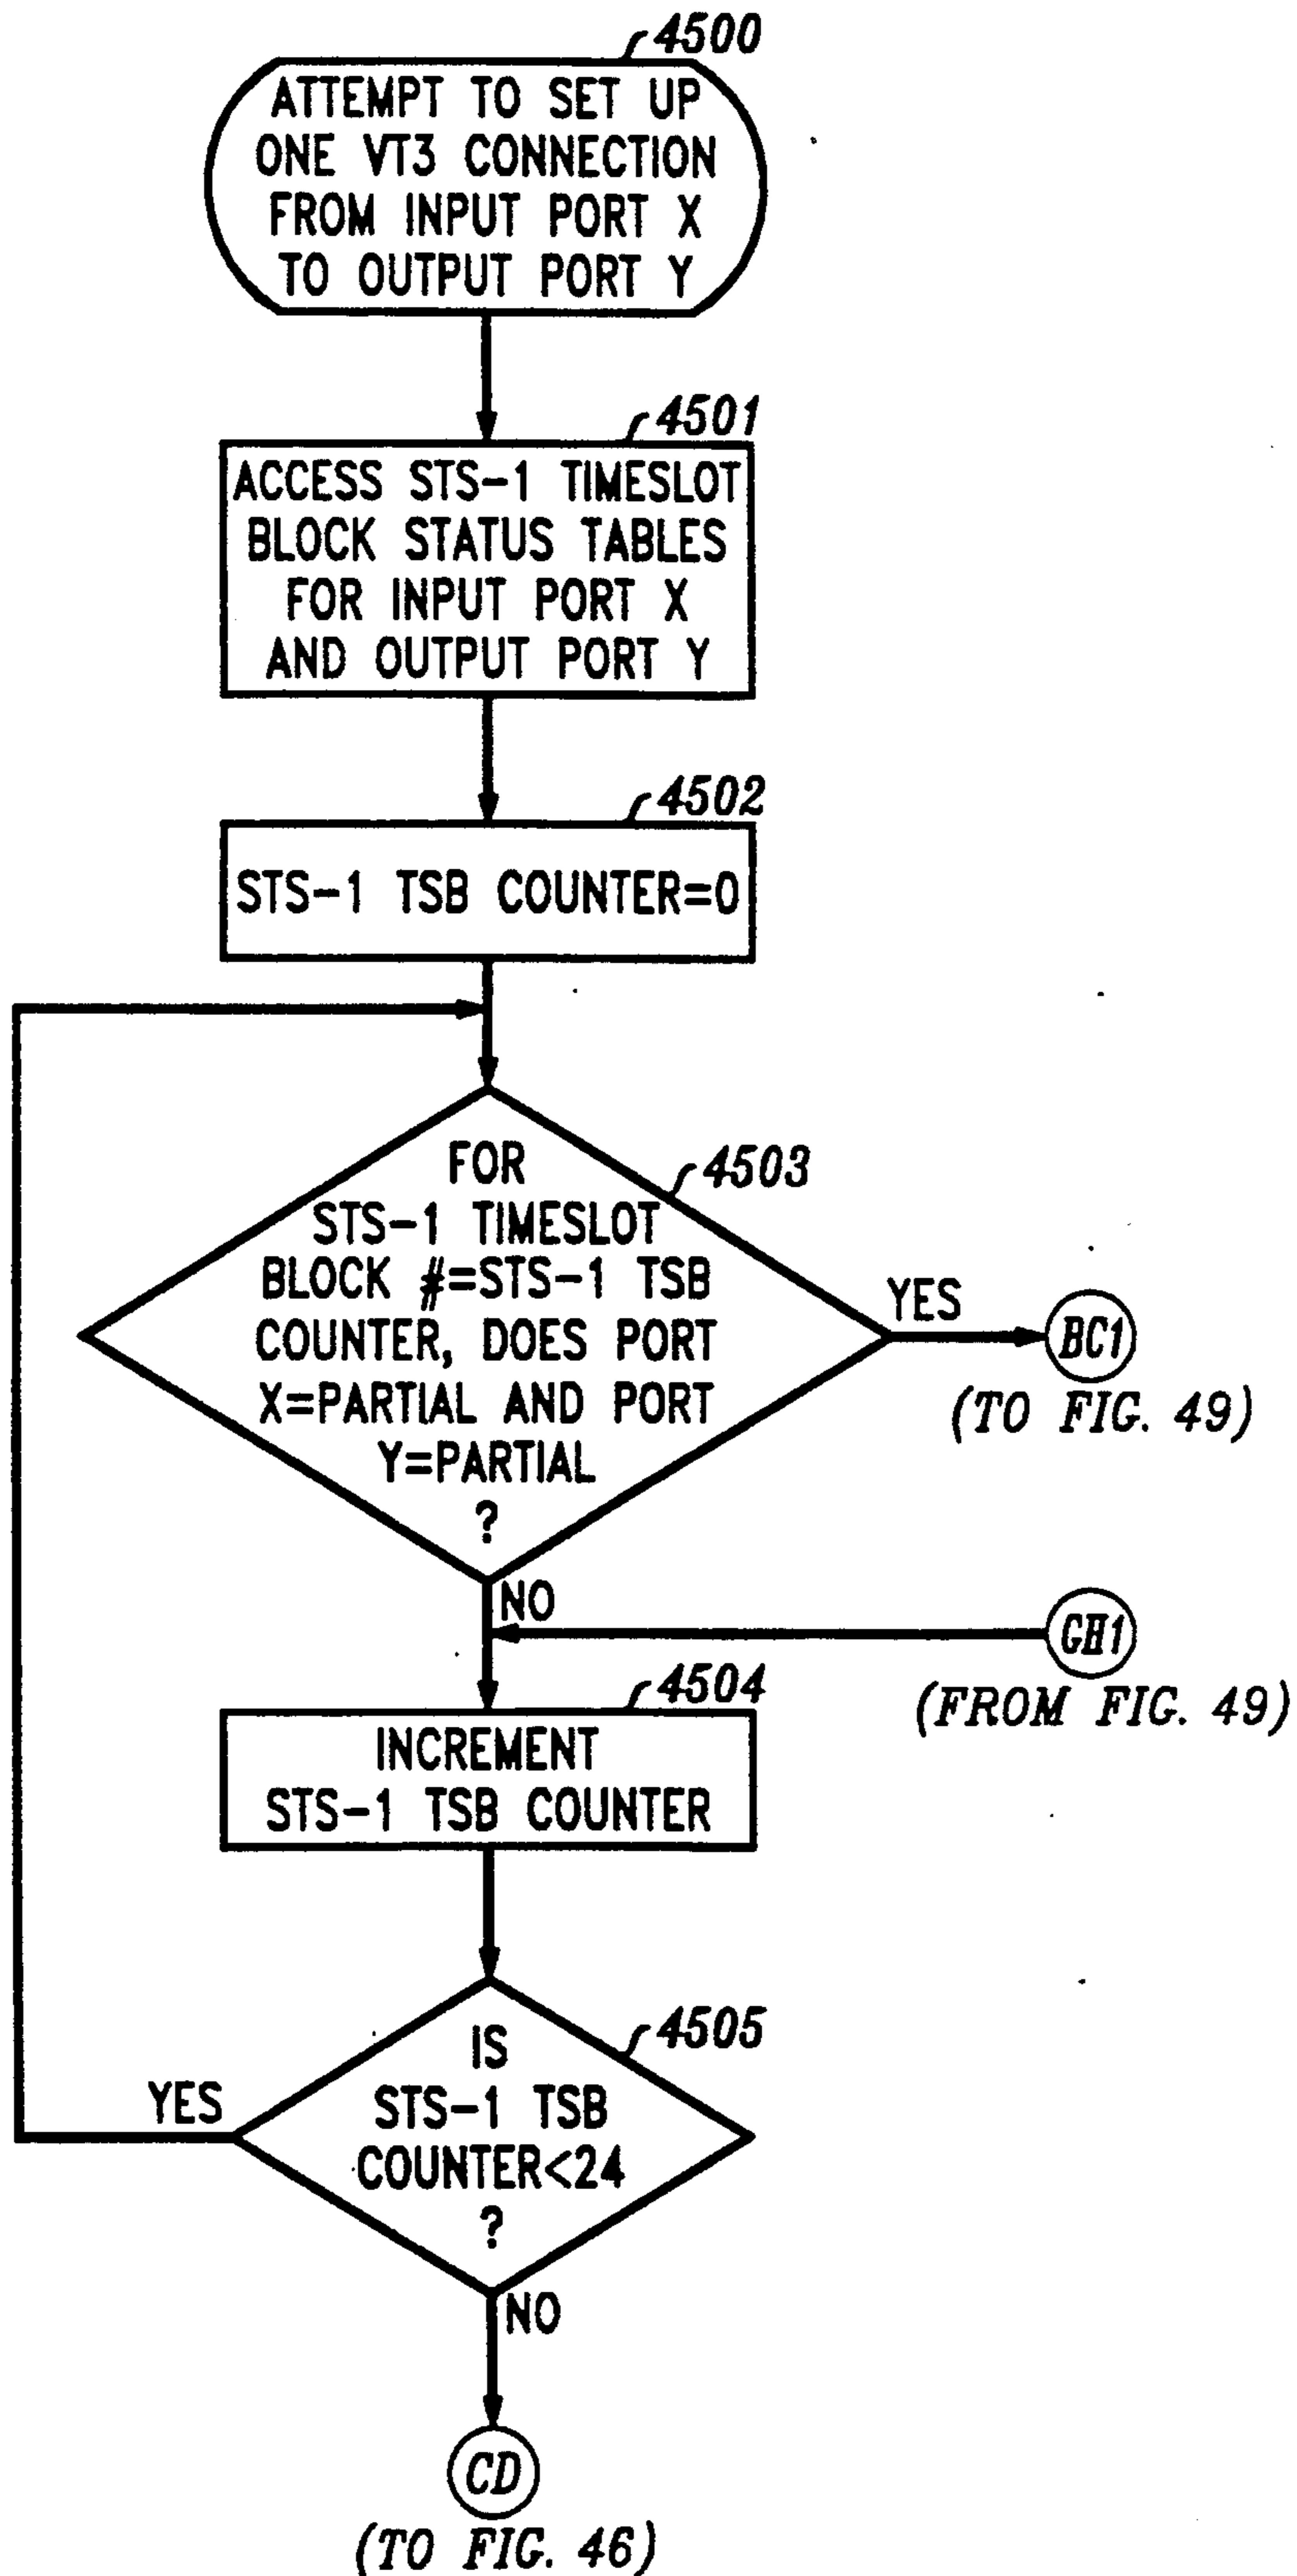 4500
ATTEMPT TO SET UP
ONE VT3 CONNECTION
FROM INPUT PORT X
TO OUTPUT PORT Y
4501
ACCESS STS-1 TIMESLOT
BLOCK STATUS TABLES
FOR INPUT PORT X
AND OUTPUT PORT Y
4502
STS-1 TSB COUNTER=0
4503
FOR
STS-1 TIMESLOT
BLOCK #=STS-1 TSB
COUNTER, DOES PORT
X=PARTIAL AND PORT
Y=PARTIAL
?
YES
BC1
(TO FIG. 49)
NO
GH1
(FROM FIG. 49)
4504
INCREMENT
STS-1 TSB COUNTER
4505
IS
STS-1 TSB
COUNTER<24
?
YES
NO
CD
(TO FIG. 46)